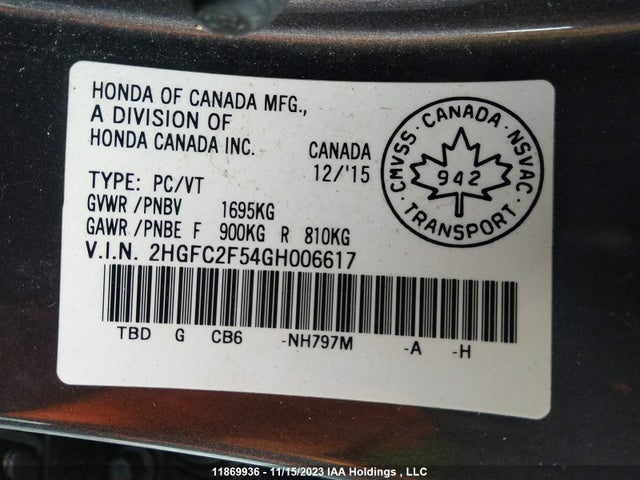 HONDA OF CANADA MFG.,
A DIVISION OF
HONDA CANADA INC. CANADA
12/'15
TYPE: PC/VT
GVWR /PNBV 1695KG
GAWR /PNBE F 900KG R 810KG
V.I.N. 2HGFC2F54GH006617
TBD G CB6 -NH797M -A -H
CMVSS · CANADA · NSVAC
942
TRANSPORT
11869936 - 11/15/2023 IAA Holdings , LLC